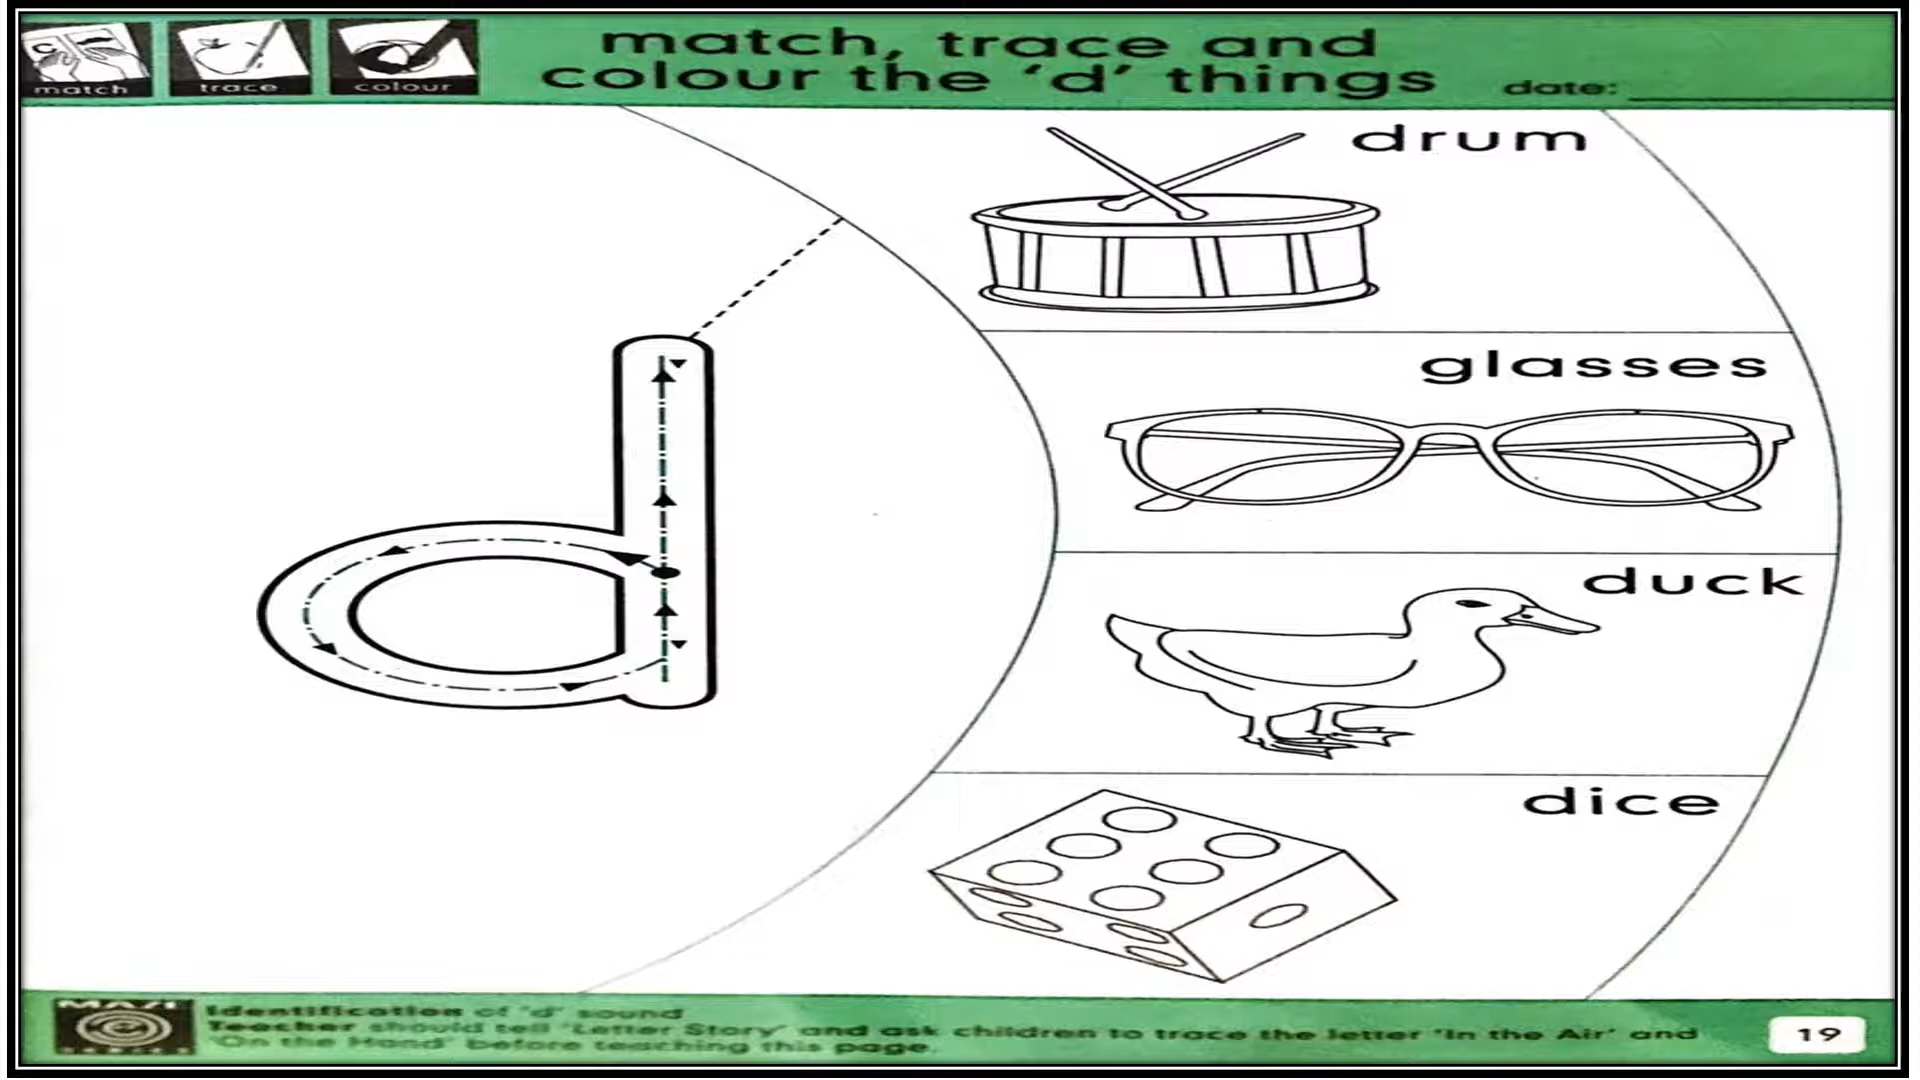 match
trace
colour
match, trace and
colour the 'd' things
date:
drum
glasses
d
duck
dice
MAZI
SERIES
Identification of 'd' sound
Teacher should tell 'Letter Story' and ask children to trace the letter 'In the Air' and
'On the Hand' before teaching this page.
19